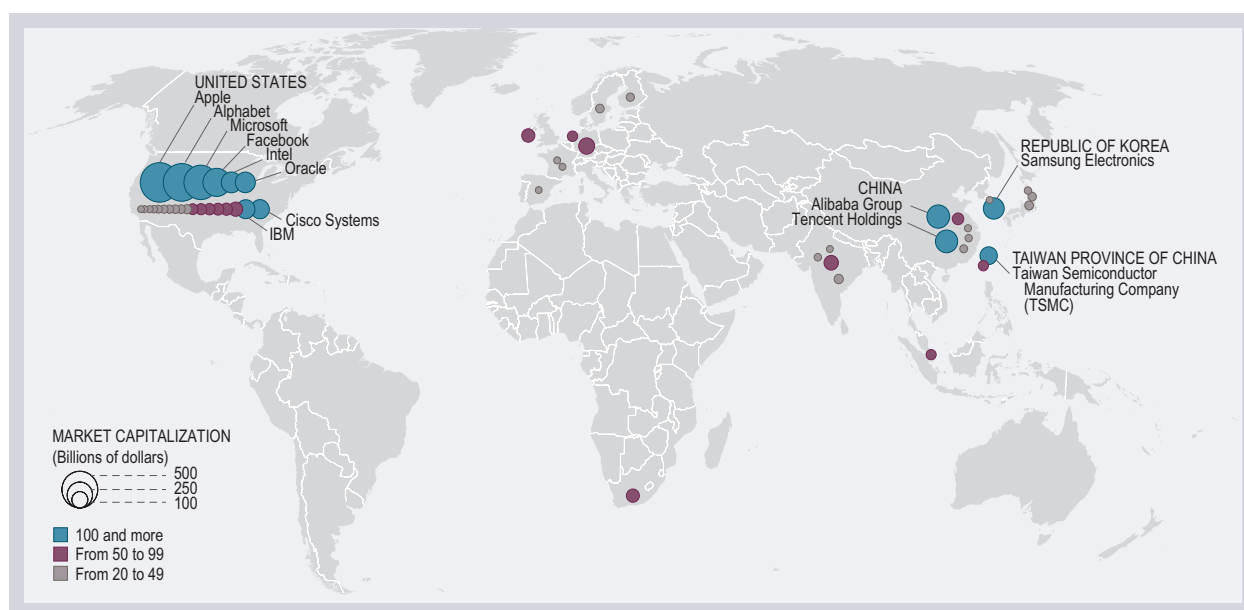 UNITED STATES
Apple
Alphabet
Microsoft
Facebook
Intel
Oracle
Cisco Systems
IBM
REPUBLIC OF KOREA
Samsung Electronics
CHINA
Alibaba Group
Tencent Holdings
TAIWAN PROVINCE OF CHINA
Taiwan Semiconductor
Manufacturing Company
(TSMC)
MARKET CAPITALIZATION
(Billions of dollars)
500
250
100
100 and more
From 50 to 99
From 20 to 49